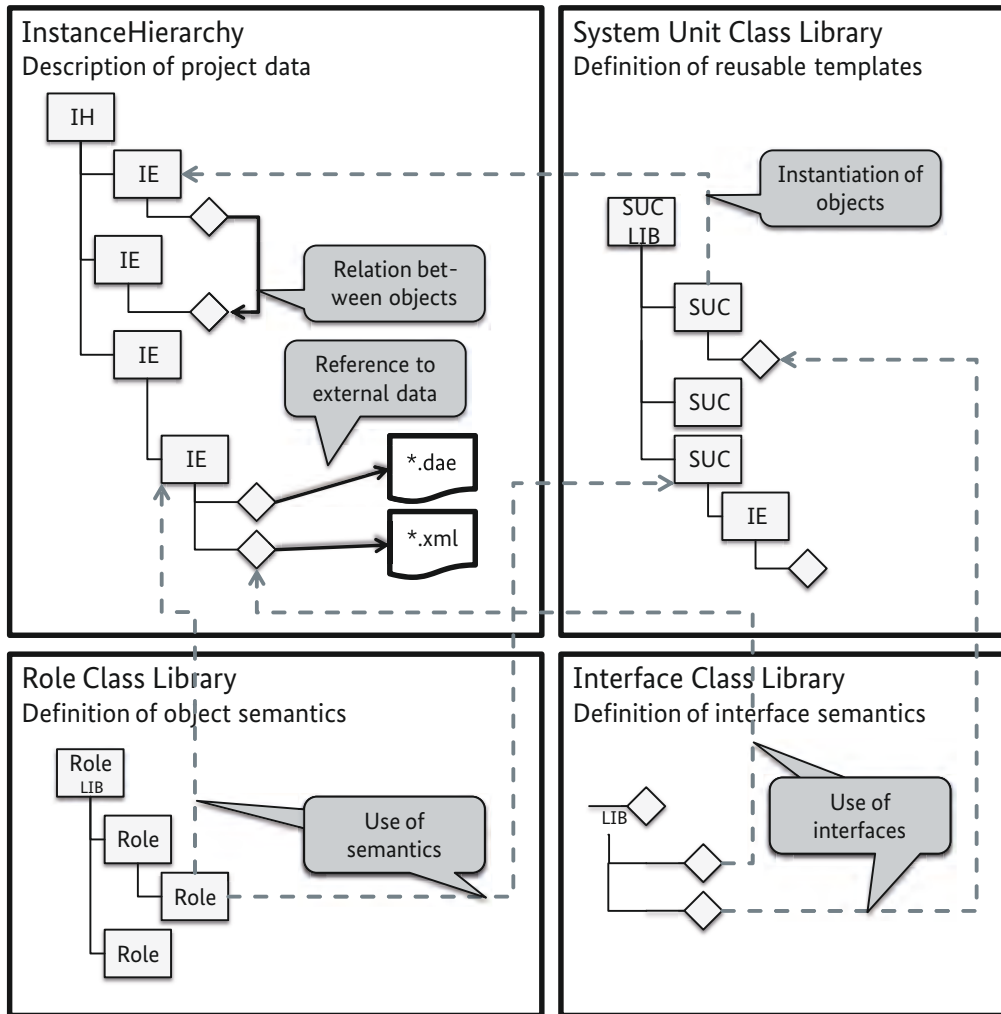 InstanceHierarchy
Description of project data
IH
IE
IE
Relation bet-
ween objects
IE
Reference to
external data
IE
*.dae
*.xml
System Unit Class Library
Definition of reusable templates
Instantiation of
objects
SUC
LIB
SUC
SUC
SUC
IE
Role Class Library
Definition of object semantics
Role
LIB
Role
Role
Role
Use of
semantics
Interface Class Library
Definition of interface semantics
LIB
Use of
interfaces